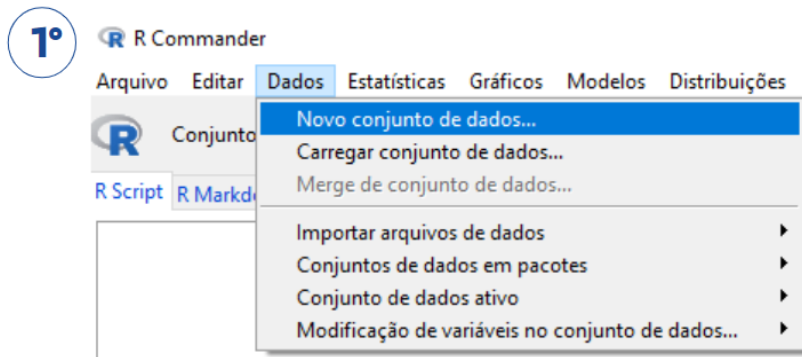 1º
R Commander
Arquivo Editar Dados Estatísticas Gráficos Modelos Distribuições
Novo conjunto de dados...
R Conjunto
Carregar conjunto de dados...
Merge de conjunto de dados...
R Script R Markd
Importar arquivos de dados
Conjuntos de dados em pacotes
Conjunto de dados ativo
Modificação de variáveis no conjunto de dados...